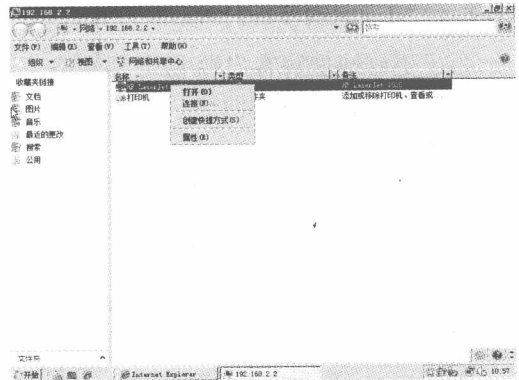 192.168.2.2
网络 ▸ 192.168.2.2 ▸
文件(F) 编辑(E) 查看(V) 工具(T) 帮助(H)
组织 视图 网络和共享中心
收藏夹链接
文档
图片
音乐
最近的更改
搜索
公用
文件夹
名称 类型 备注
HP LaserJet
打印机
添加或移除打印机、查看或...
打开(O)
连接(N)...
创建快捷方式(S)
属性(R)
开始 Internet Explorer 192.168.2.2 10:57